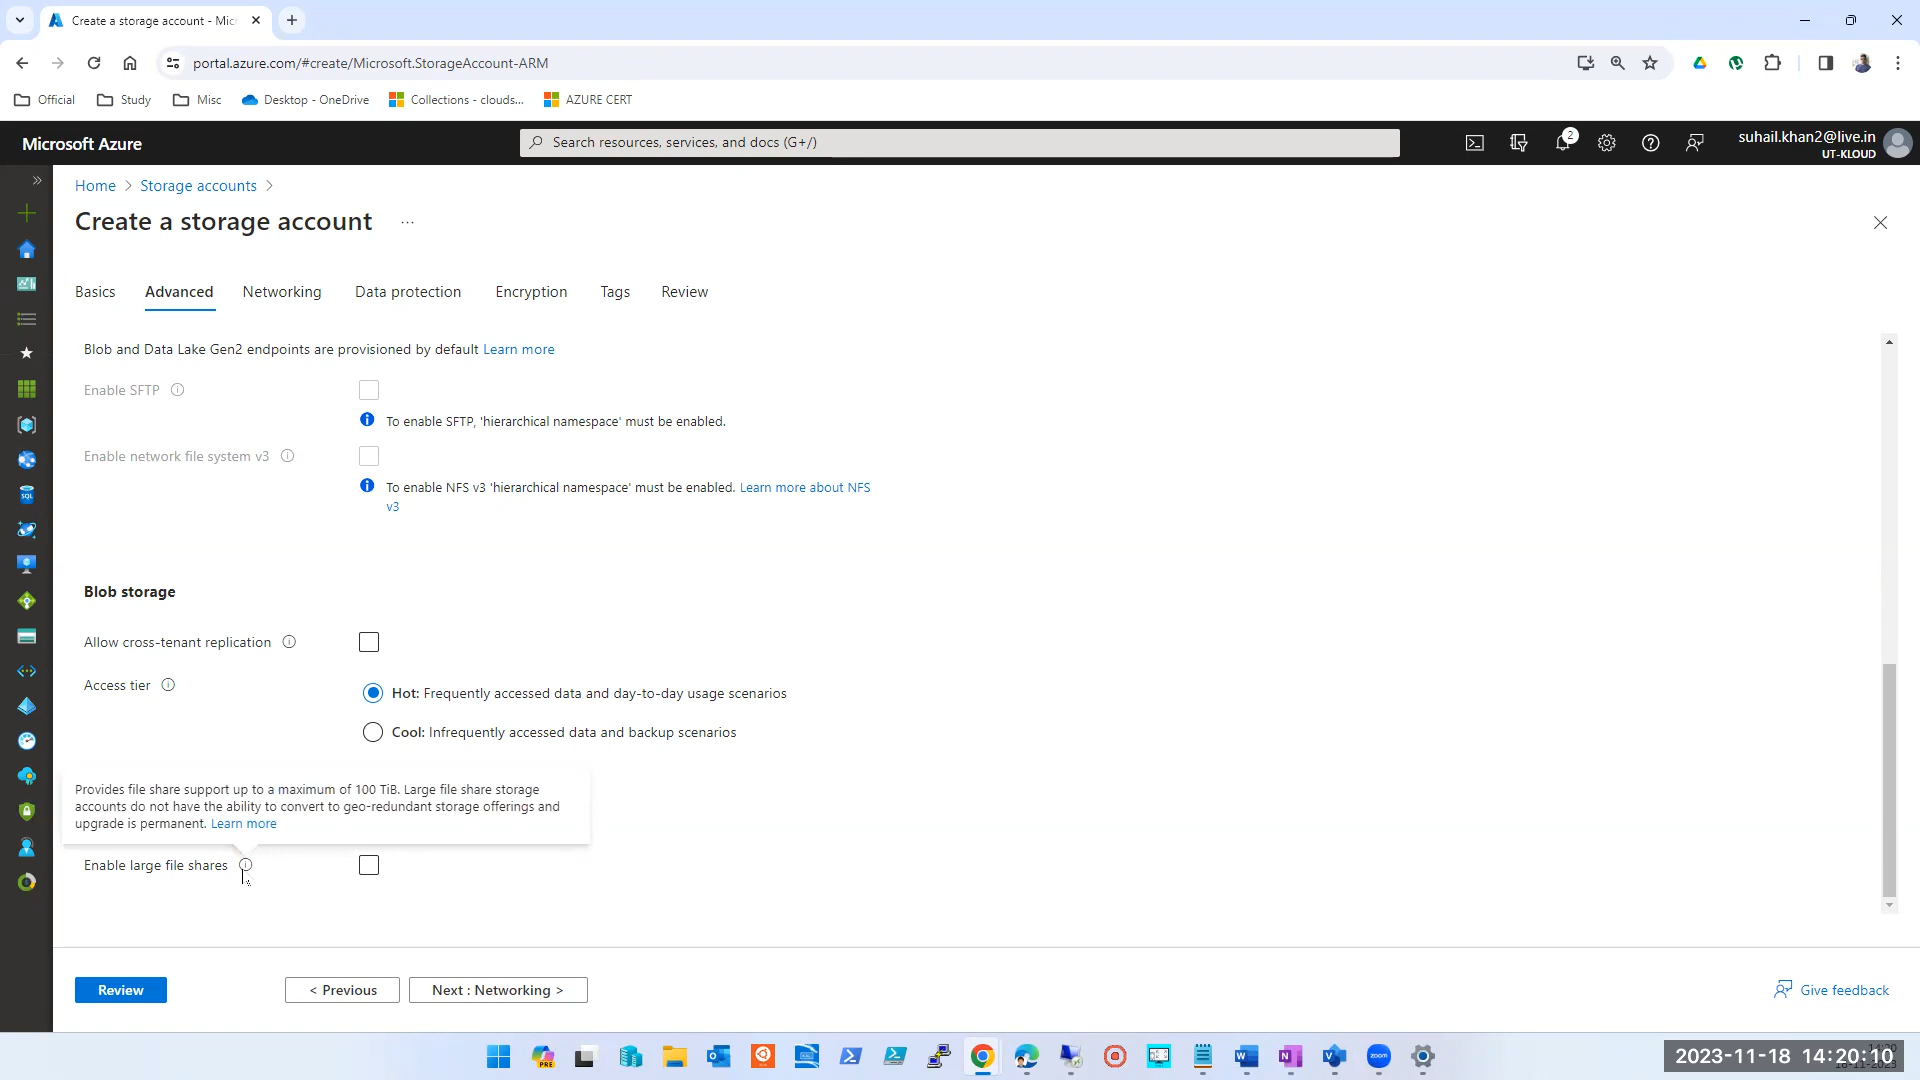 Create a storage account - Mic
portal.azure.com/#create/Microsoft.StorageAccount-ARM
Official
Study
Misc
Desktop - OneDrive
Collections - clouds...
AZURE CERT
Microsoft Azure
Search resources, services, and docs (G+/)
2
suhail.khan2@live.in
UT-KLOUD
Home > Storage accounts >
Create a storage account ...
Basics
Advanced
Networking
Data protection
Encryption
Tags
Review
Blob and Data Lake Gen2 endpoints are provisioned by default Learn more
Enable SFTP
To enable SFTP, 'hierarchical namespace' must be enabled.
Enable network file system v3
To enable NFS v3 'hierarchical namespace' must be enabled. Learn more about NFS
v3
Blob storage
Allow cross-tenant replication
Access tier
Hot: Frequently accessed data and day-to-day usage scenarios
Cool: Infrequently accessed data and backup scenarios
Provides file share support up to a maximum of 100 TiB. Large file share storage
accounts do not have the ability to convert to geo-redundant storage offerings and
upgrade is permanent. Learn more
Enable large file shares
Review
< Previous
Next : Networking >
Give feedback
2023-11-18 14:20:10